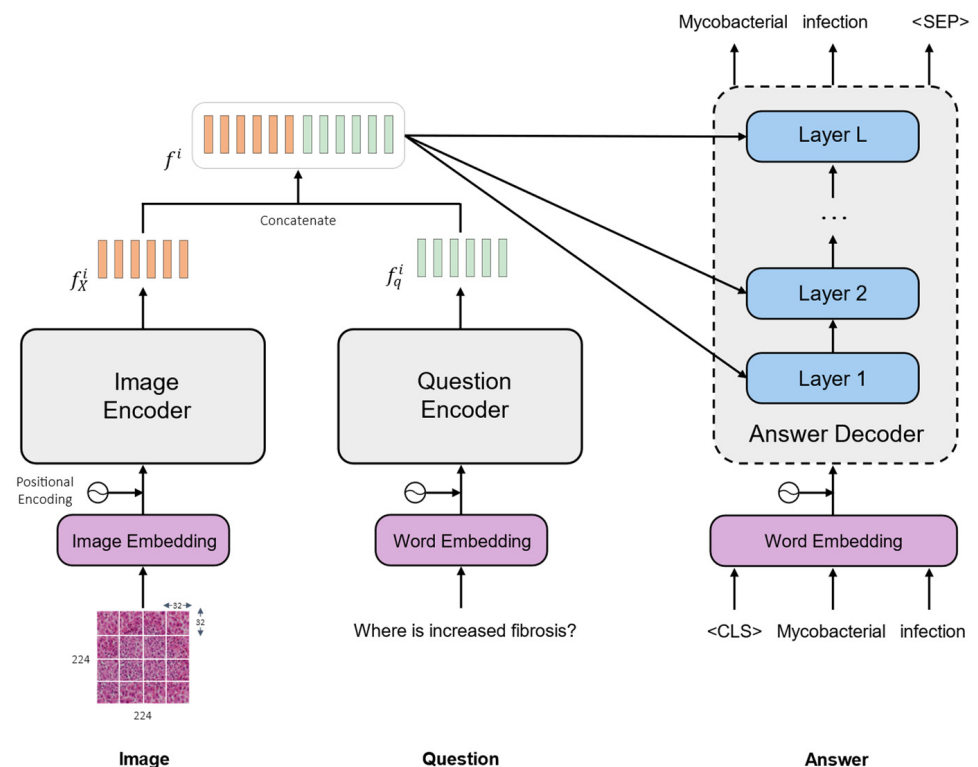 Mycobacterial infection <SEP>
Layer L
f^i
Concatenate
...
f_X^i
f_q^i
Layer 2
Image
Encoder
Question
Encoder
Layer 1
Answer Decoder
Positional
Encoding
Image Embedding
Word Embedding
Word Embedding
32
32
224
224
Where is increased fibrosis?
<CLS> Mycobacterial infection
Image
Question
Answer